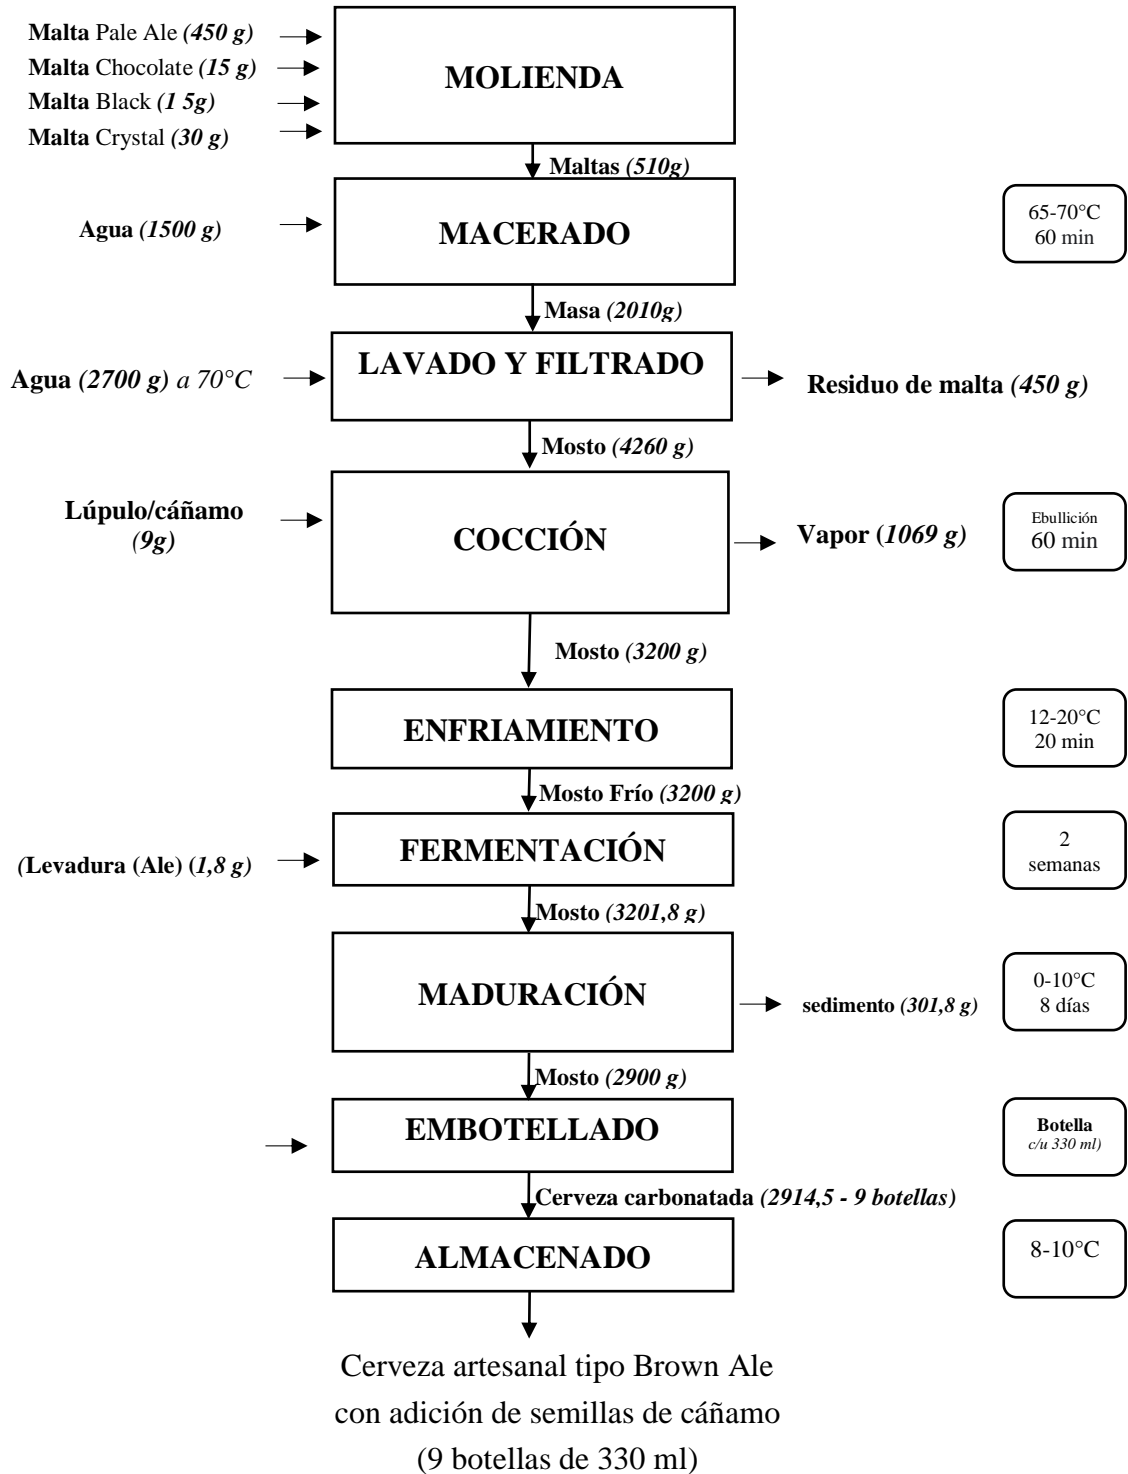 Malta Pale Ale (450 g)
Malta Chocolate (15 g)
Malta Black (1 5g)
Malta Crystal (30 g)
MOLIENDA
Maltas (510g)
Agua (1500 g)
MACERADO
65-70°C
60 min
Masa (2010g)
Agua (2700 g) a 70°C
LAVADO Y FILTRADO
Residuo de malta (450 g)
Mosto (4260 g)
Lúpulo/cáñamo
(9g)
COCCIÓN
Vapor (1069 g)
Ebullición
60 min
Mosto (3200 g)
ENFRIAMIENTO
12-20°C
20 min
Mosto Frío (3200 g)
(Levadura (Ale) (1,8 g)
FERMENTACIÓN
2
semanas
Mosto (3201,8 g)
MADURACIÓN
sedimento (301,8 g)
0-10°C
8 días
Mosto (2900 g)
EMBOTELLADO
Botella
c/u 330 ml)
Cerveza carbonatada (2914,5 - 9 botellas)
ALMACENADO
8-10°C
Cerveza artesanal tipo Brown Ale
con adición de semillas de cáñamo
(9 botellas de 330 ml)